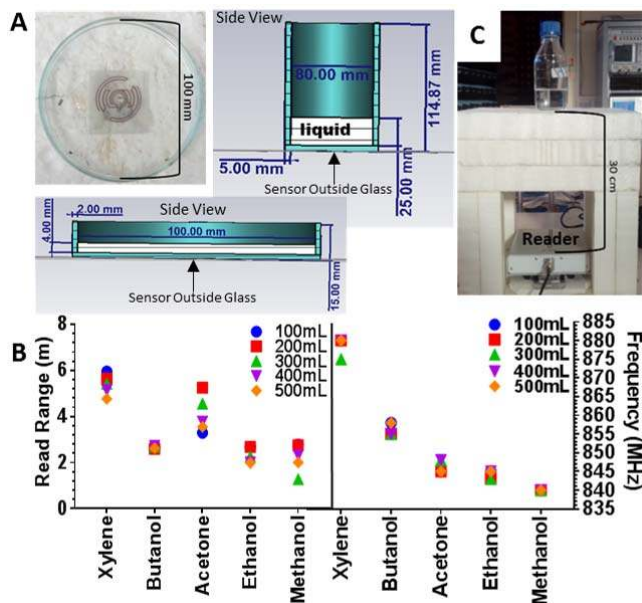 A
100 mm
Side View
80.00 mm
114.87 mm
liquid
5.00 mm
25.00 mm
Sensor Outside Glass
C
30 cm
Reader
Side View
2.00 mm
4.00 mm
100.00 mm
15.00 mm
Sensor Outside Glass
B
Read Range (m)
8
6
4
2
0
100mL
200mL
300mL
400mL
500mL
Xylene
Butanol
Acetone
Ethanol
Methanol
100mL
200mL
300mL
400mL
500mL
Xylene
Butanol
Acetone
Ethanol
Methanol
885
880
875
870
865
860
855
850
845
840
835
Frequency (MHz)